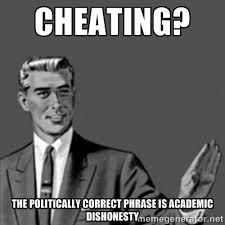 CHEATING?
THE POLITICALLY CORRECT PHRASE IS ACADEMIC
DISHONESTY
memegenerator.net